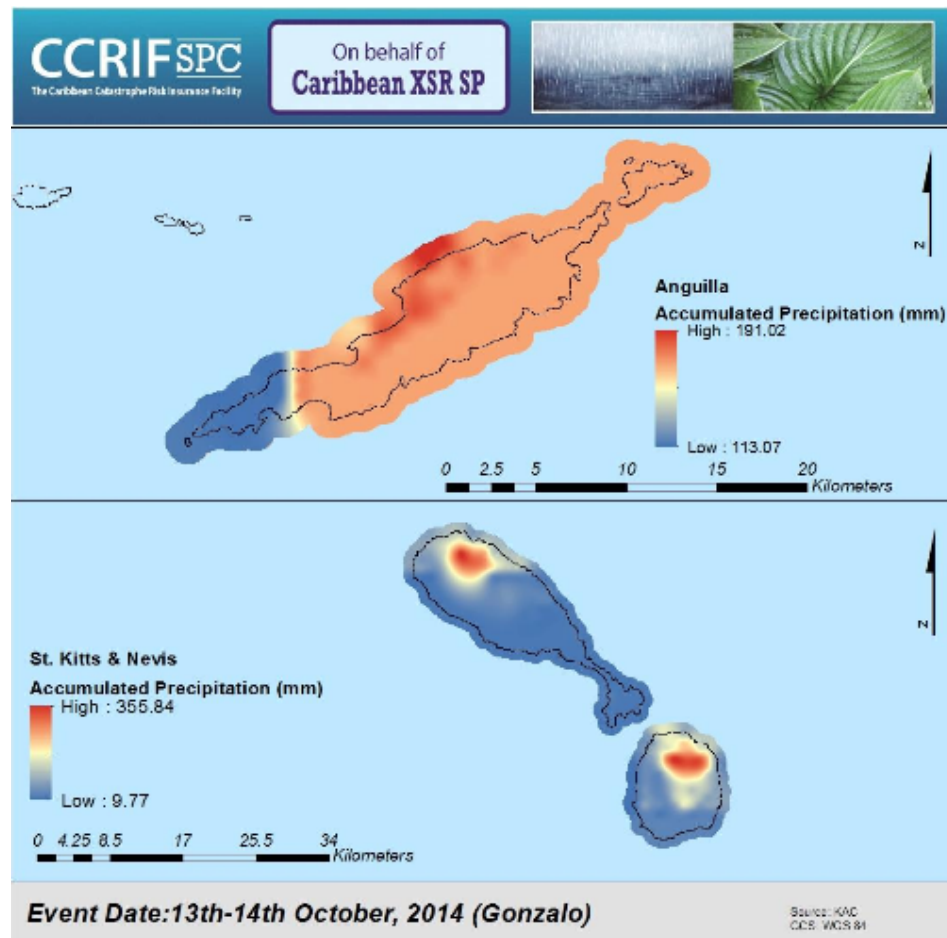 CCRIF SPC
The Caribbean Catastrophe Risk Insurance Facility
On behalf of
Caribbean XSR SP
N
Anguilla
Accumulated Precipitation (mm)
High : 191.02
Low : 113.07
0 2.5 5 10 15 20
Kilometers
N
St. Kitts & Nevis
Accumulated Precipitation (mm)
High : 355.84
Low : 9.77
0 4.25 8.5 17 25.5 34
Kilometers
Event Date:13th-14th October, 2014 (Gonzalo)
Source: KAC
CCS: WGS 84